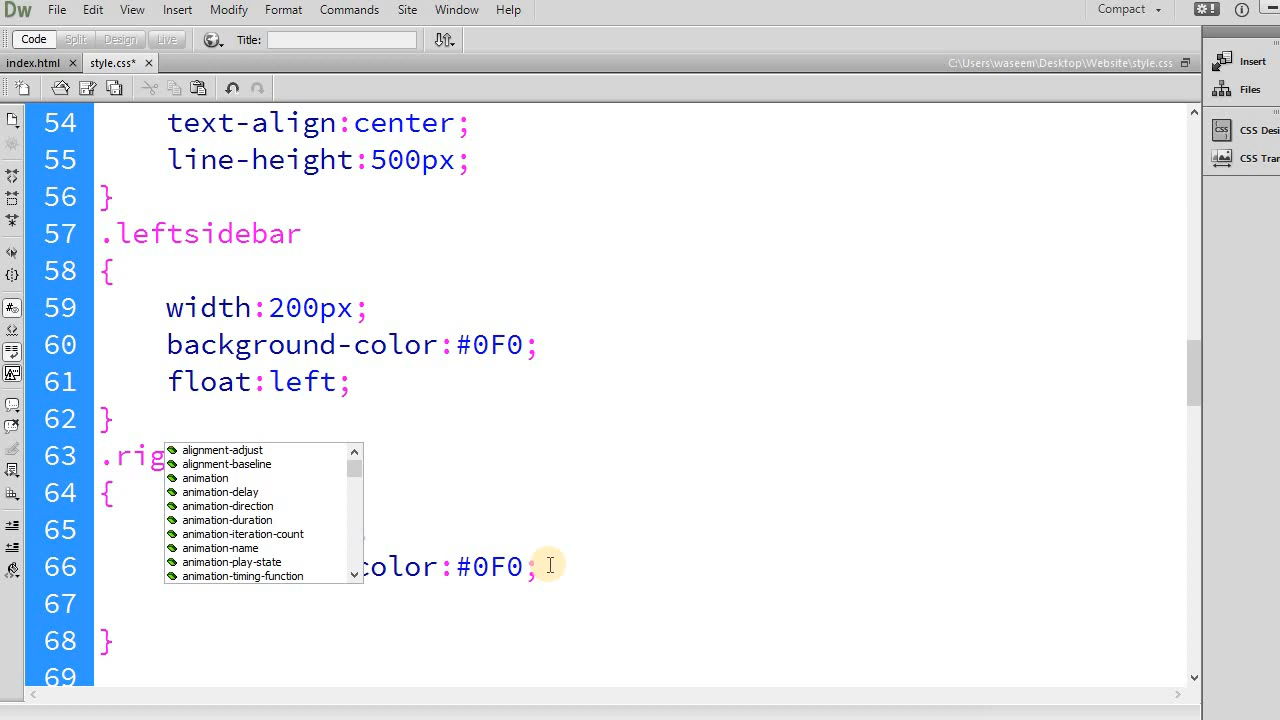 Dw File Edit View Insert Modify Format Commands Site Window Help Compact
Code Split Design Live Title:
index.html style.css* C:\Users\waseem\Desktop\Website\style.css
Insert
Files
CSS
CSS Tran
54 text-align:center;
55 line-height:500px;
56 }
57 .leftsidebar
58 {
59 width:200px;
60 background-color:#0F0;
61 float:left;
62 }
63 .rig
64 {
65
66 color:#0F0;
67
68 }
69
alignment-adjust
alignment-baseline
animation
animation-delay
animation-direction
animation-duration
animation-iteration-count
animation-name
animation-play-state
animation-timing-function